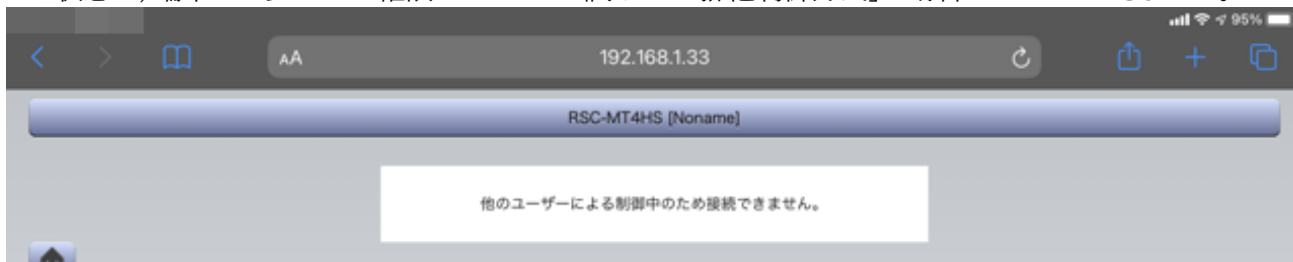 95%
AA 192.168.1.33
RSC-MT4HS [Noname]
他のユーザーによる制御中のため接続できません。